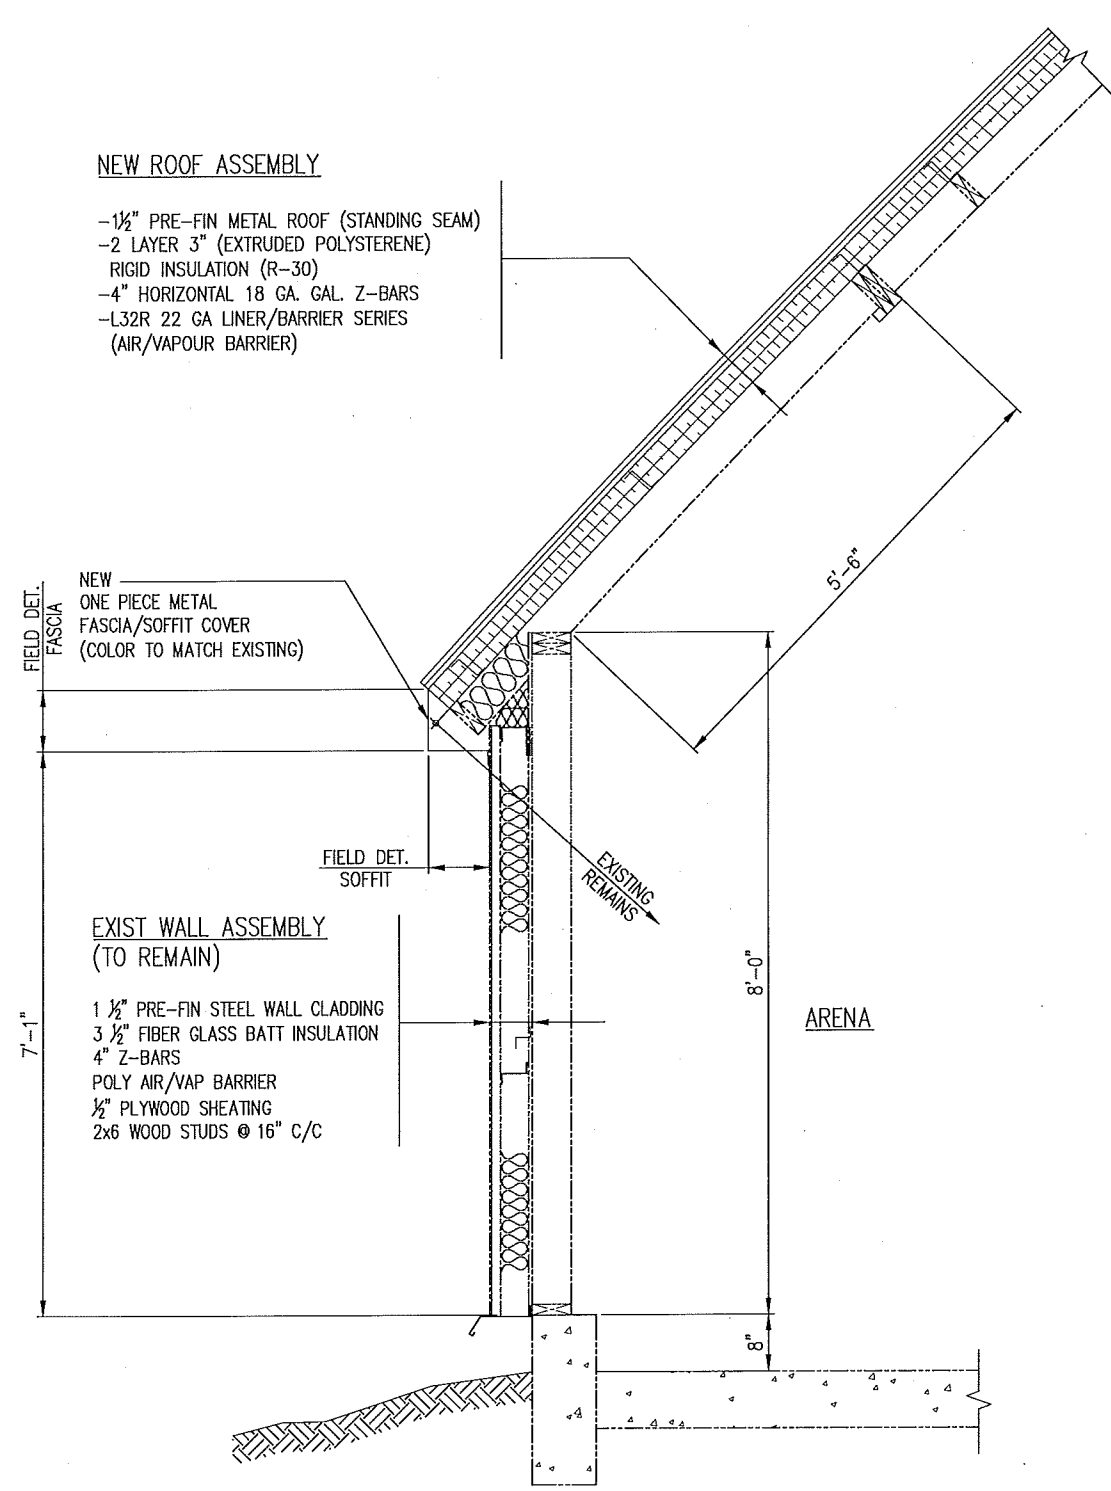 NEW ROOF ASSEMBLY
-1½" PRE-FIN METAL ROOF (STANDING SEAM)
-2 LAYER 3" (EXTRUDED POLYSTERENE)
RIGID INSULATION (R-30)
-4" HORIZONTAL 18 GA. GAL. Z-BARS
-L32R 22 GA LINER/BARRIER SERIES
(AIR/VAPOUR BARRIER)
5'-6"
FIELD DET.
FASCIA
NEW
ONE PIECE METAL
FASCIA/SOFFIT COVER
(COLOR TO MATCH EXISTING)
FIELD DET.
SOFFIT
EXISTING
REMAINS
EXIST WALL ASSEMBLY
(TO REMAIN)
1 ½" PRE-FIN STEEL WALL CLADDING
3 ½" FIBER GLASS BATT INSULATION
4" Z-BARS
POLY AIR/VAP BARRIER
½" PLYWOOD SHEATING
2x6 WOOD STUDS @ 16" C/C
7'-1"
8'-0"
ARENA
8"